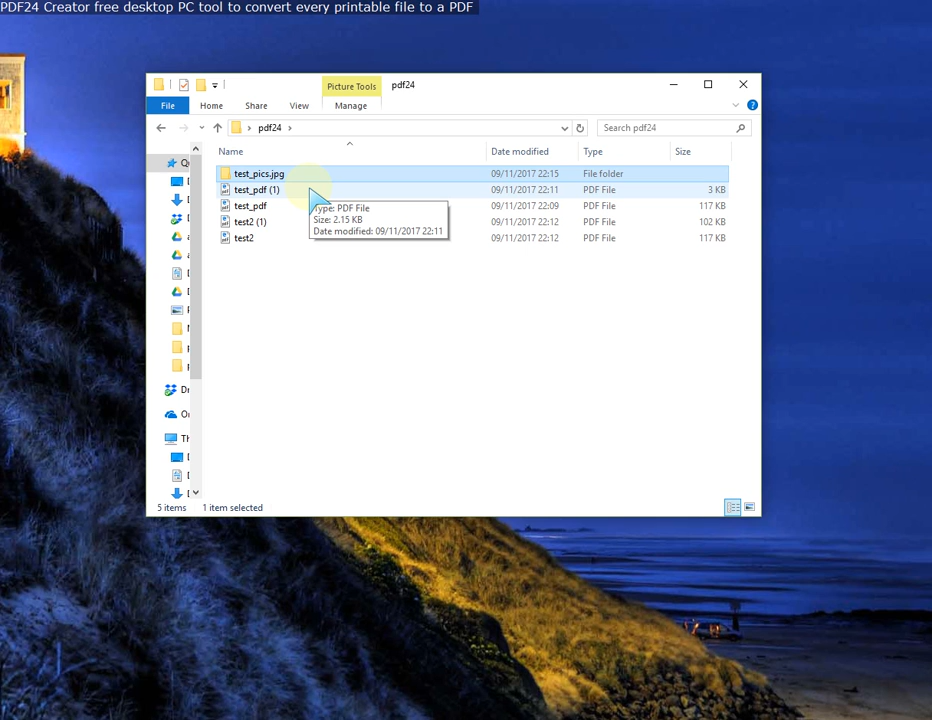 PDF24 Creator free desktop PC tool to convert every printable file to a PDF
Picture Tools
pdf24
File
Home
Share
View
Manage
pdf24
Search pdf24
Name
Date modified
Type
Size
test_pics.jpg
09/11/2017 22:15
File folder
test_pdf (1)
09/11/2017 22:11
PDF File
3 KB
test_pdf
09/11/2017 22:09
PDF File
117 KB
test2 (1)
09/11/2017 22:12
PDF File
102 KB
test2
09/11/2017 22:12
PDF File
117 KB
Type: PDF File
Size: 2.15 KB
Date modified: 09/11/2017 22:11
5 items
1 item selected